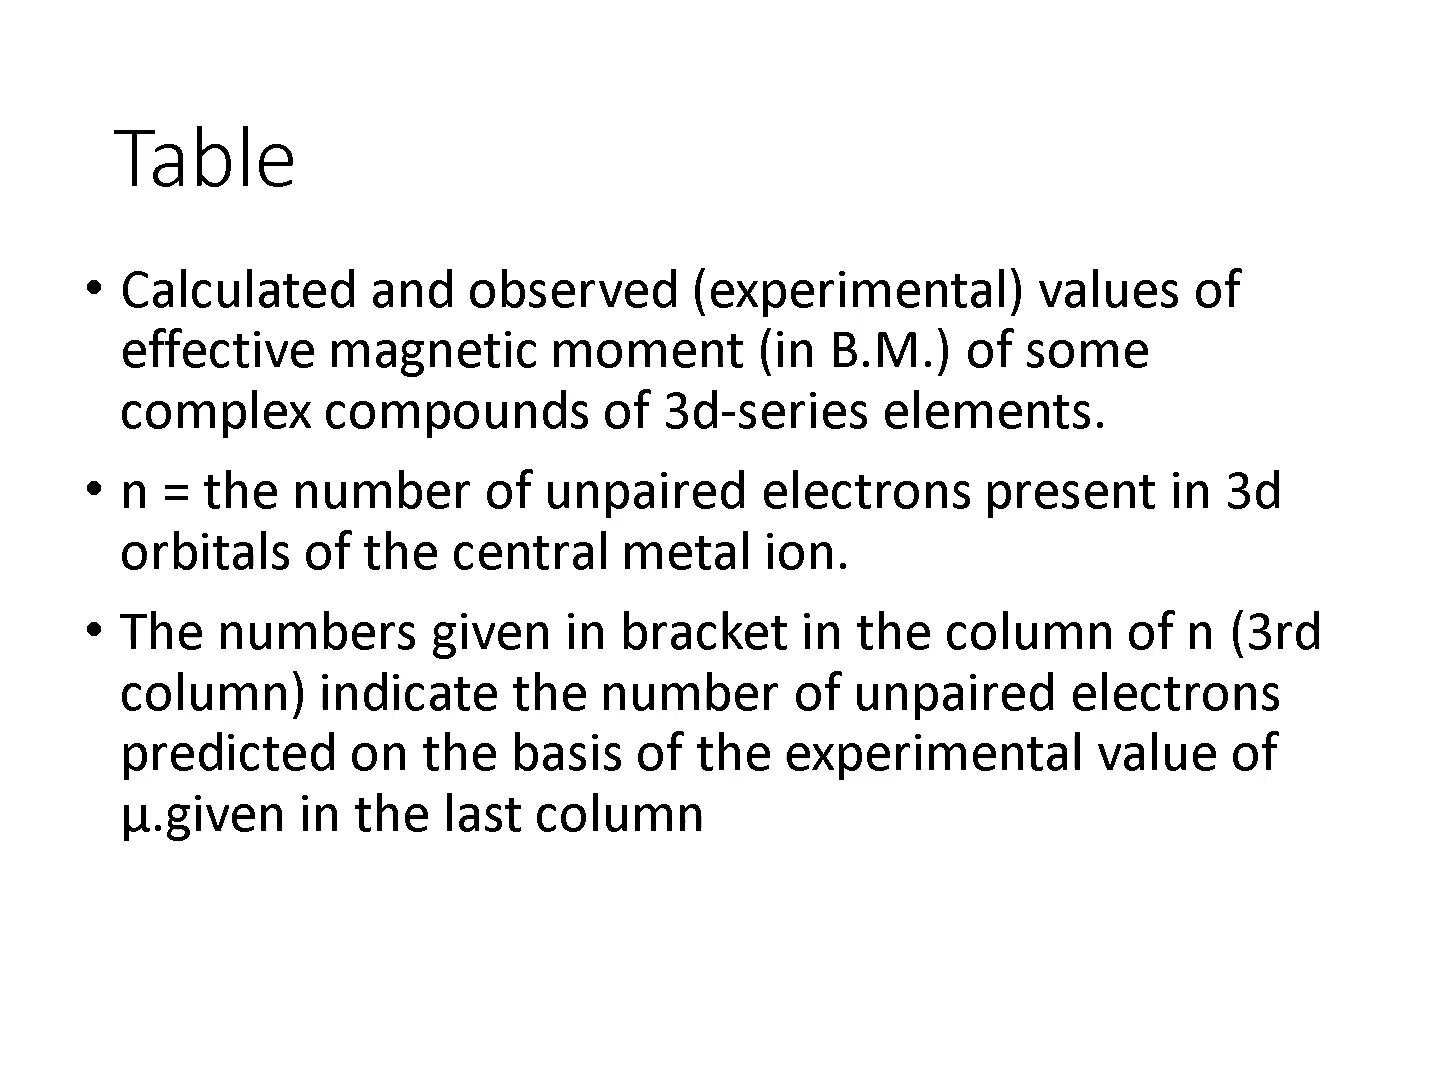 Table
• Calculated and observed (experimental) values of
effective magnetic moment (in B.M.) of some
complex compounds of 3d-series elements.
• n = the number of unpaired electrons present in 3d
orbitals of the central metal ion.
• The numbers given in bracket in the column of n (3rd
column) indicate the number of unpaired electrons
predicted on the basis of the experimental value of
μ.given in the last column